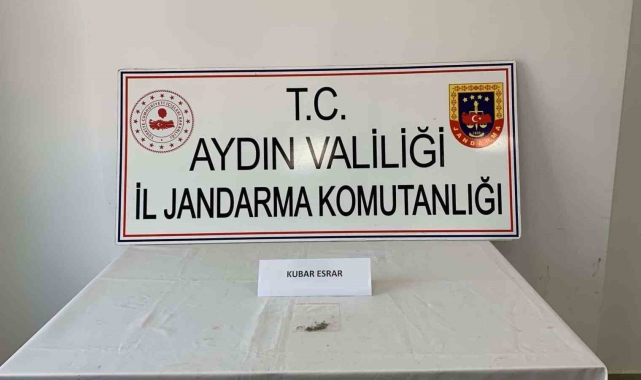 T.C.
AYDIN VALİLİĞİ
İL JANDARMA KOMUTANLIĞI
JANDARMA
KUBAR ESRAR